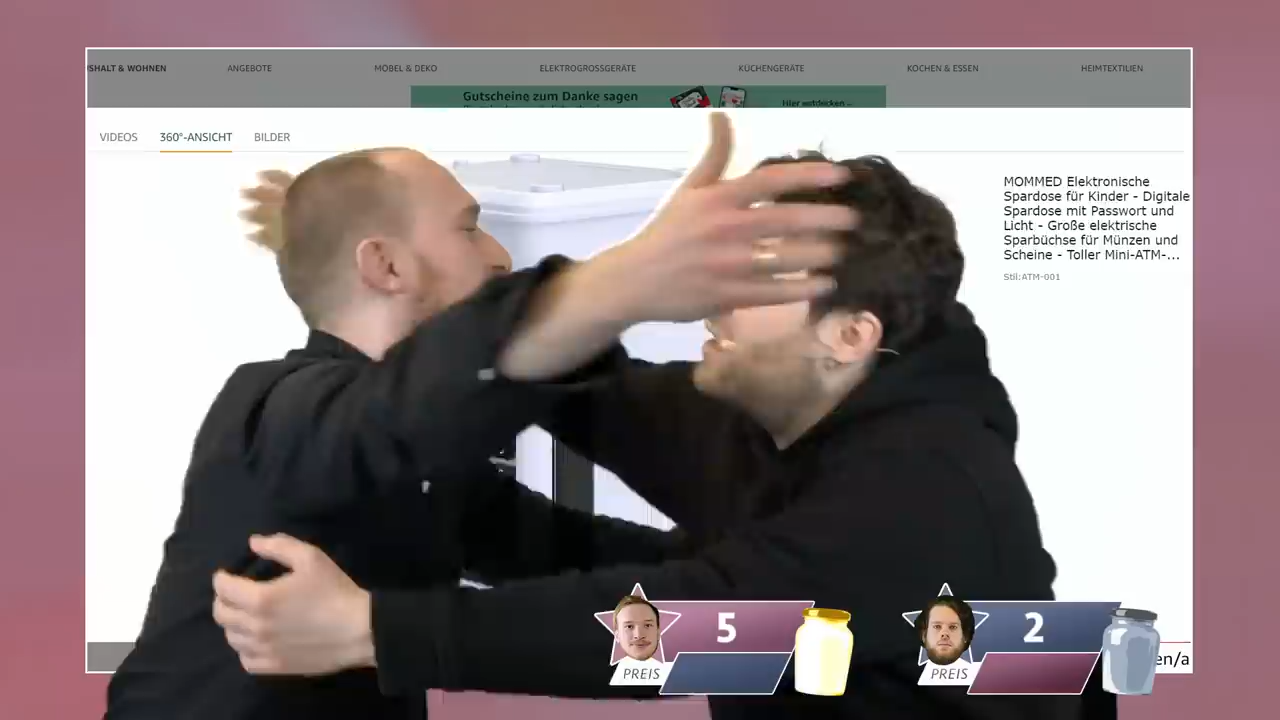 SHALT & WOHNEN
ANGEBOTE
MÖBEL & DEKO
ELEKTROGROSSGERÄTE
KÜCHENGERÄTE
KOCHEN & ESSEN
HEIMTEXTILIEN
Gutscheine zum Danke sagen
Hier entdecken
VIDEOS
360°-ANSICHT
BILDER
MOMMED Elektronische
Spardose für Kinder - Digitale
Spardose mit Passwort und
Licht - Große elektrische
Sparbüchse für Münzen und
Scheine - Toller Mini-ATM-...
Stil: ATM-001
5
2
PREIS
PREIS
en/a